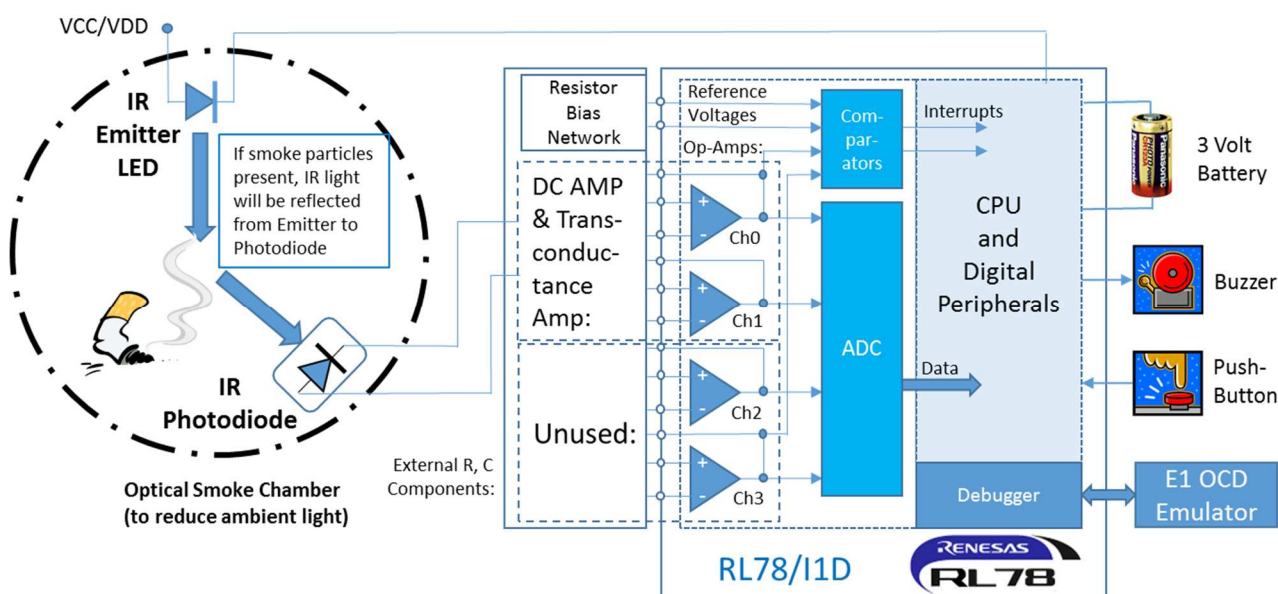 VCC/VDD
IR
Emitter
LED
If smoke particles
present, IR light
will be reflected
from Emitter to
Photodiode
IR
Photodiode
Optical Smoke Chamber
(to reduce ambient light)
Resistor
Bias
Network
DC AMP
& Trans-
conduc-
tance
Amp:
Unused:
External R, C
Components:
Reference
Voltages
Op-Amps:
+
-
Ch0
+
-
Ch1
+
-
Ch2
+
-
Ch3
Com-
par-
ators
ADC
Interrupts
CPU
and
Digital
Peripherals
Data
Debugger
RL78/I1D
RENESAS
RL78
Panasonic
3 Volt
Battery
Buzzer
Push-
Button
E1 OCD
Emulator